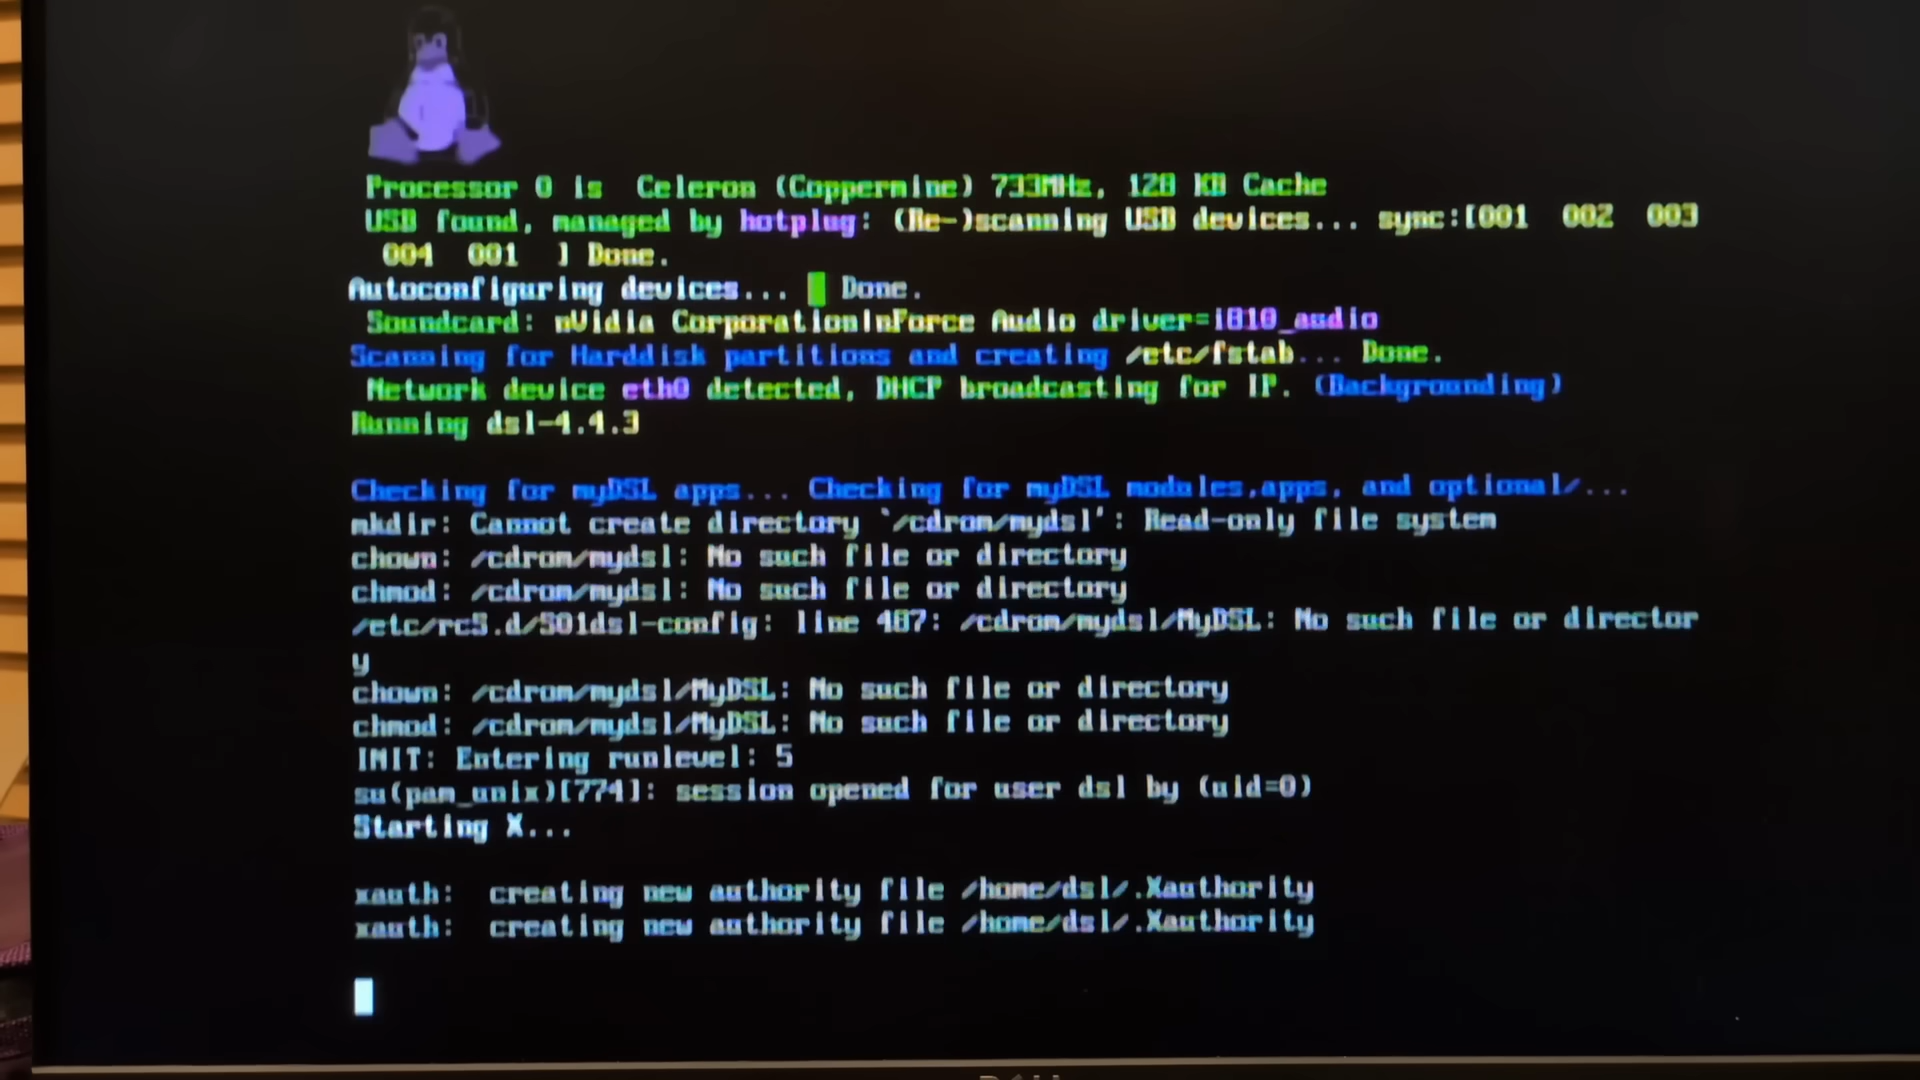 Processor 0 is  Celeron (Coppermine) 733MHz, 128 KB Cache
USB found, managed by hotplug: (Re-)scanning USB devices... sync:[001  002  003
004  001  ] Done.
Autoconfiguring devices... Done.
Soundcard: nVidia Corporation|nForce Audio driver=i810_audio
Scanning for Harddisk partitions and creating /etc/fstab... Done.
Network device eth0 detected, DHCP broadcasting for IP. (Backgrounding)
Running dsl-4.4.3
Checking for myDSL apps... Checking for myDSL modules,apps, and optional/...
mkdir: Cannot create directory `/cdrom/mydsl': Read-only file system
chown: /cdrom/mydsl: No such file or directory
chmod: /cdrom/mydsl: No such file or directory
/etc/rcS.d/S01dsl-config: line 487: /cdrom/mydsl/MyDSL: No such file or director
y
chown: /cdrom/mydsl/MyDSL: No such file or directory
chmod: /cdrom/mydsl/MyDSL: No such file or directory
INIT: Entering runlevel: 5
su(pam_unix)[774]: session opened for user dsl by (uid=0)
Starting X...
xauth:  creating new authority file /home/dsl/.Xauthority
xauth:  creating new authority file /home/dsl/.Xauthority